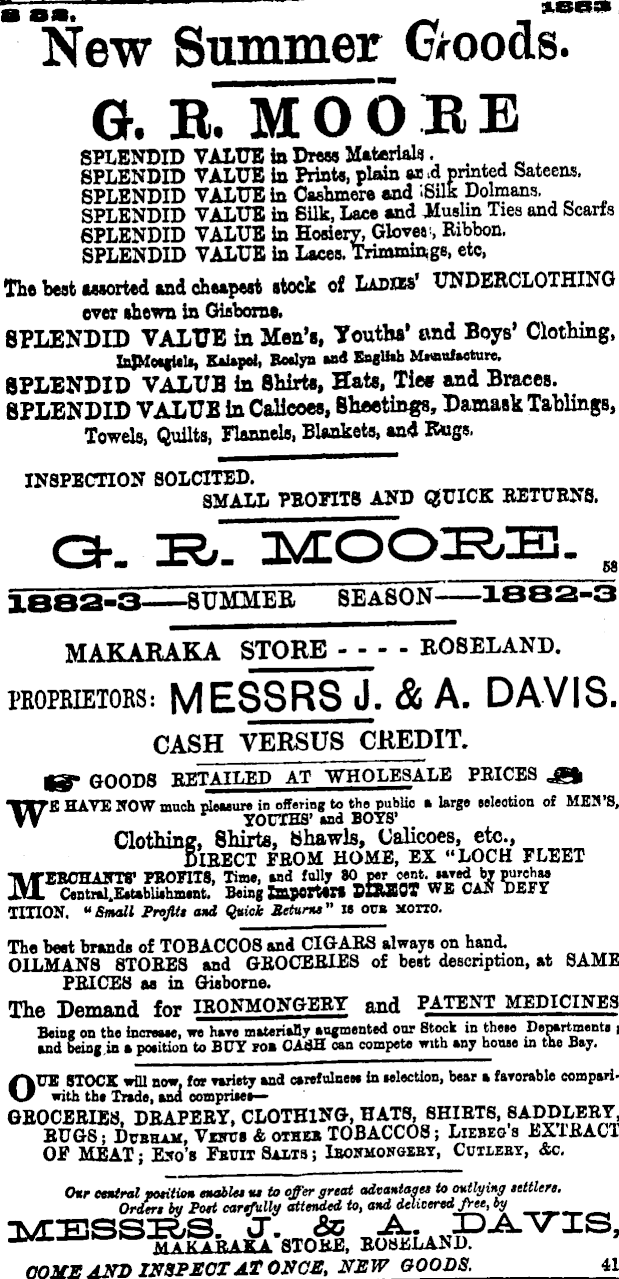 1883
New Summer Goods.
G. R. MOORE
SPLENDID VALUE in Dress Materials.
SPLENDID VALUE in Prints, plain and printed Sateens.
SPLENDID VALUE in Cashmere and Silk Dolmans.
SPLENDID VALUE in Silk, Lace and Muslin Ties and Scarfs
SPLENDID VALUE in Hosiery, Gloves, Ribbon.
SPLENDID VALUE in Laces. Trimmings, etc,
The best assorted and cheapest stock of LADIES' UNDERCLOTHING
ever shewn in Gisborne.
SPLENDID VALUE in Men's, Youths' and Boys' Clothing,
In Mosgiels, Kaiapoi, Roslyn and English Manufacture.
SPLENDID VALUE in Shirts, Hats, Ties and Braces.
SPLENDID VALUE in Calicoes, Sheetings, Damask Tablings,
Towels, Quilts, Flannels, Blankets, and Rugs.
INSPECTION SOLCITED.
SMALL PROFITS AND QUICK RETURNS.
G. R. MOORE.
58
1882-3—SUMMER SEASON—1882-3
MAKARAKA STORE - - - - ROSELAND.
PROPRIETORS: MESSRS J. & A. DAVIS.
CASH VERSUS CREDIT.
GOODS RETAILED AT WHOLESALE PRICES
WE HAVE NOW much pleasure in offering to the public a large selection of MEN'S,
YOUTHS' and BOYS'
Clothing, Shirts, Shawls, Calicoes, etc.,
DIRECT FROM HOME, EX "LOCH FLEET
MERCHANTS' PROFITS, Time, and fully 30 per cent. saved by purchas
Central Establishment. Being Importers DIRECT WE CAN DEFY
TITION. "Small Profits and Quick Returns" IS OUR MOTTO.
The best brands of TOBACCOS and CIGARS always on hand.
OILMANS STORES and GROCERIES of best description, at SAME
PRICES as in Gisborne.
The Demand for IRONMONGERY and PATENT MEDICINES
Being on the increase, we have materially augmented our Stock in these Departments;
and being in a position to BUY FOR CASH can compete with any house in the Bay.
OUR STOCK will now, for variety and carefulness in selection, bear a favorable compari-
with the Trade, and comprises—
GROCERIES, DRAPERY, CLOTHING, HATS, SHIRTS, SADDLERY,
RUGS; DURHAM, VENUS & OTHER TOBACCOS; LIEBEG'S EXTRACT
OF MEAT; ENO'S FRUIT SALTS; IRONMONGERY, CUTLERY, &C.
Our central position enables us to offer great advantages to outlying settlers.
Orders by Post carefully attended to, and delivered free, by
MESSRS. J. & A. DAVIS,
MAKARAKA STORE, ROSELAND.
COME AND INSPECT AT ONCE, NEW GOODS.
41